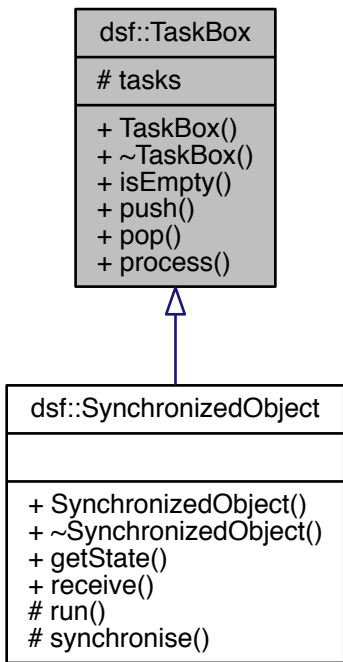 dsf::TaskBox
# tasks
+ TaskBox()
+ ~TaskBox()
+ isEmpty()
+ push()
+ pop()
+ process()
dsf::SynchronizedObject
+ SynchronizedObject()
+ ~SynchronizedObject()
+ getState()
+ receive()
# run()
# synchronise()